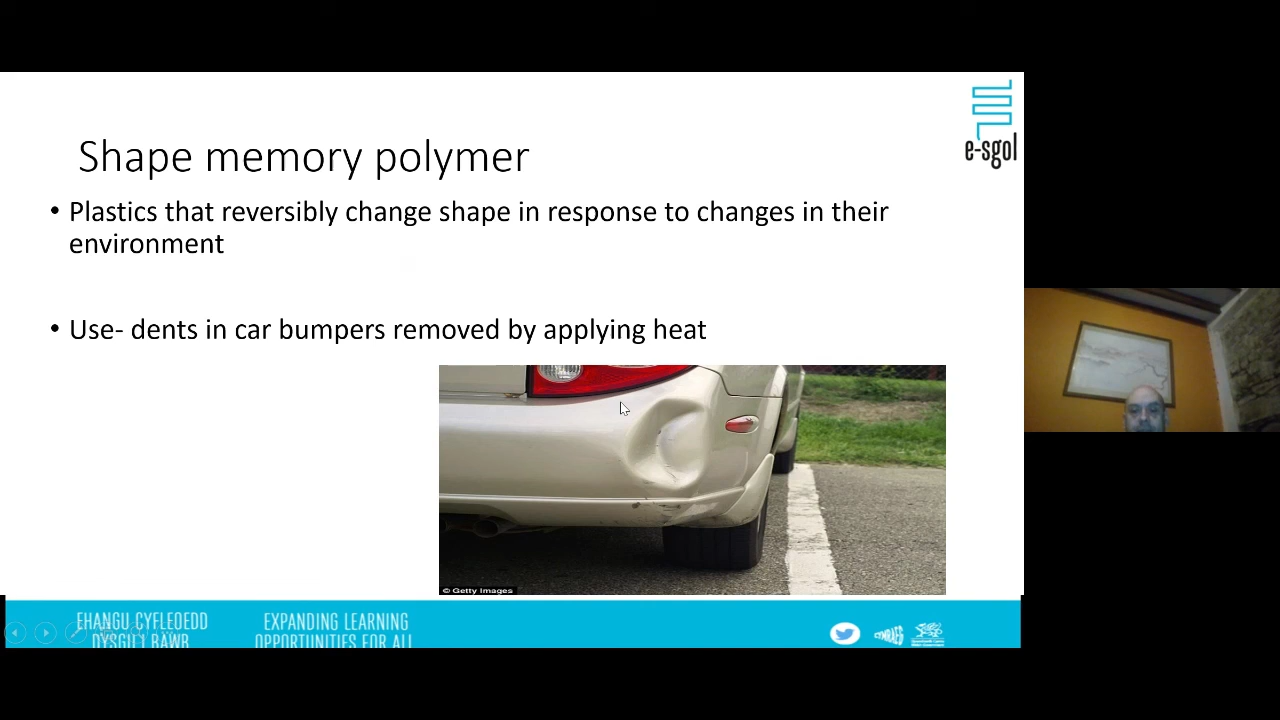 e-sgol
Shape memory polymer
• Plastics that reversibly change shape in response to changes in their
environment
• Use- dents in car bumpers removed by applying heat
© Getty Images
EHANGU CYFLEOEDD
DYSGU I BAWB
EXPANDING LEARNING
OPPORTUNITIES FOR ALL
CYMRAEG